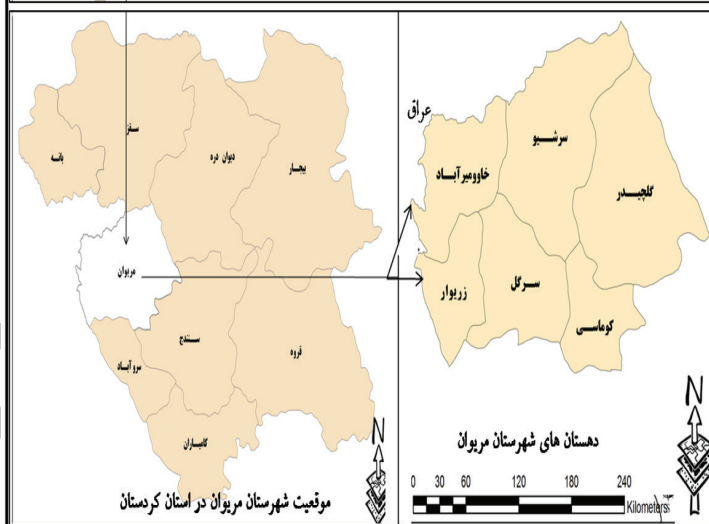 سقز
بانه
دیوان دره
بیجار
مریوان
سنندج
قروه
سروآباد
کامیاران
N
موقعیت شهرستان مریوان در استان کردستان
عراق
سرشیو
خاوومیرآباد
گلچیدر
زریوار
سرگل
کوماسی
دهستان های شهرستان مریوان
N
0 30 60 120 180 240
Kilometers